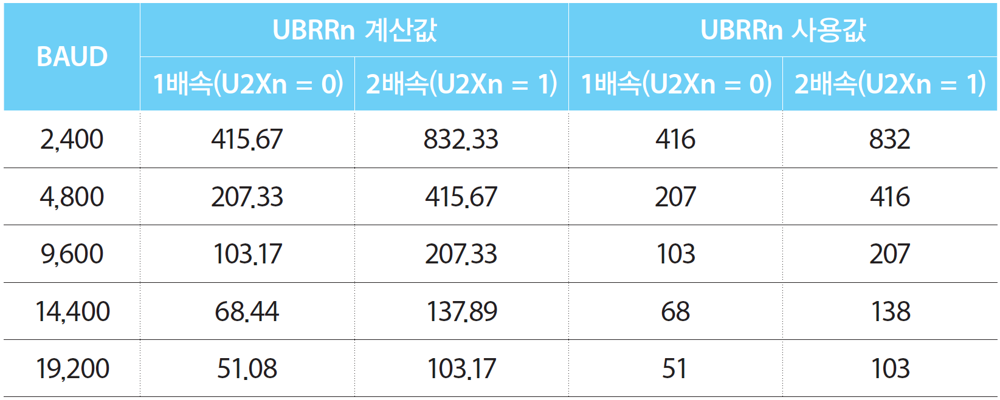 BAUD UBRRn 계산값 UBRRn 사용값
1배속(U2Xn = 0) 2배속(U2Xn = 1) 1배속(U2Xn = 0) 2배속(U2Xn = 1)
2,400 415.67 832.33 416 832
4,800 207.33 415.67 207 416
9,600 103.17 207.33 103 207
14,400 68.44 137.89 68 138
19,200 51.08 103.17 51 103